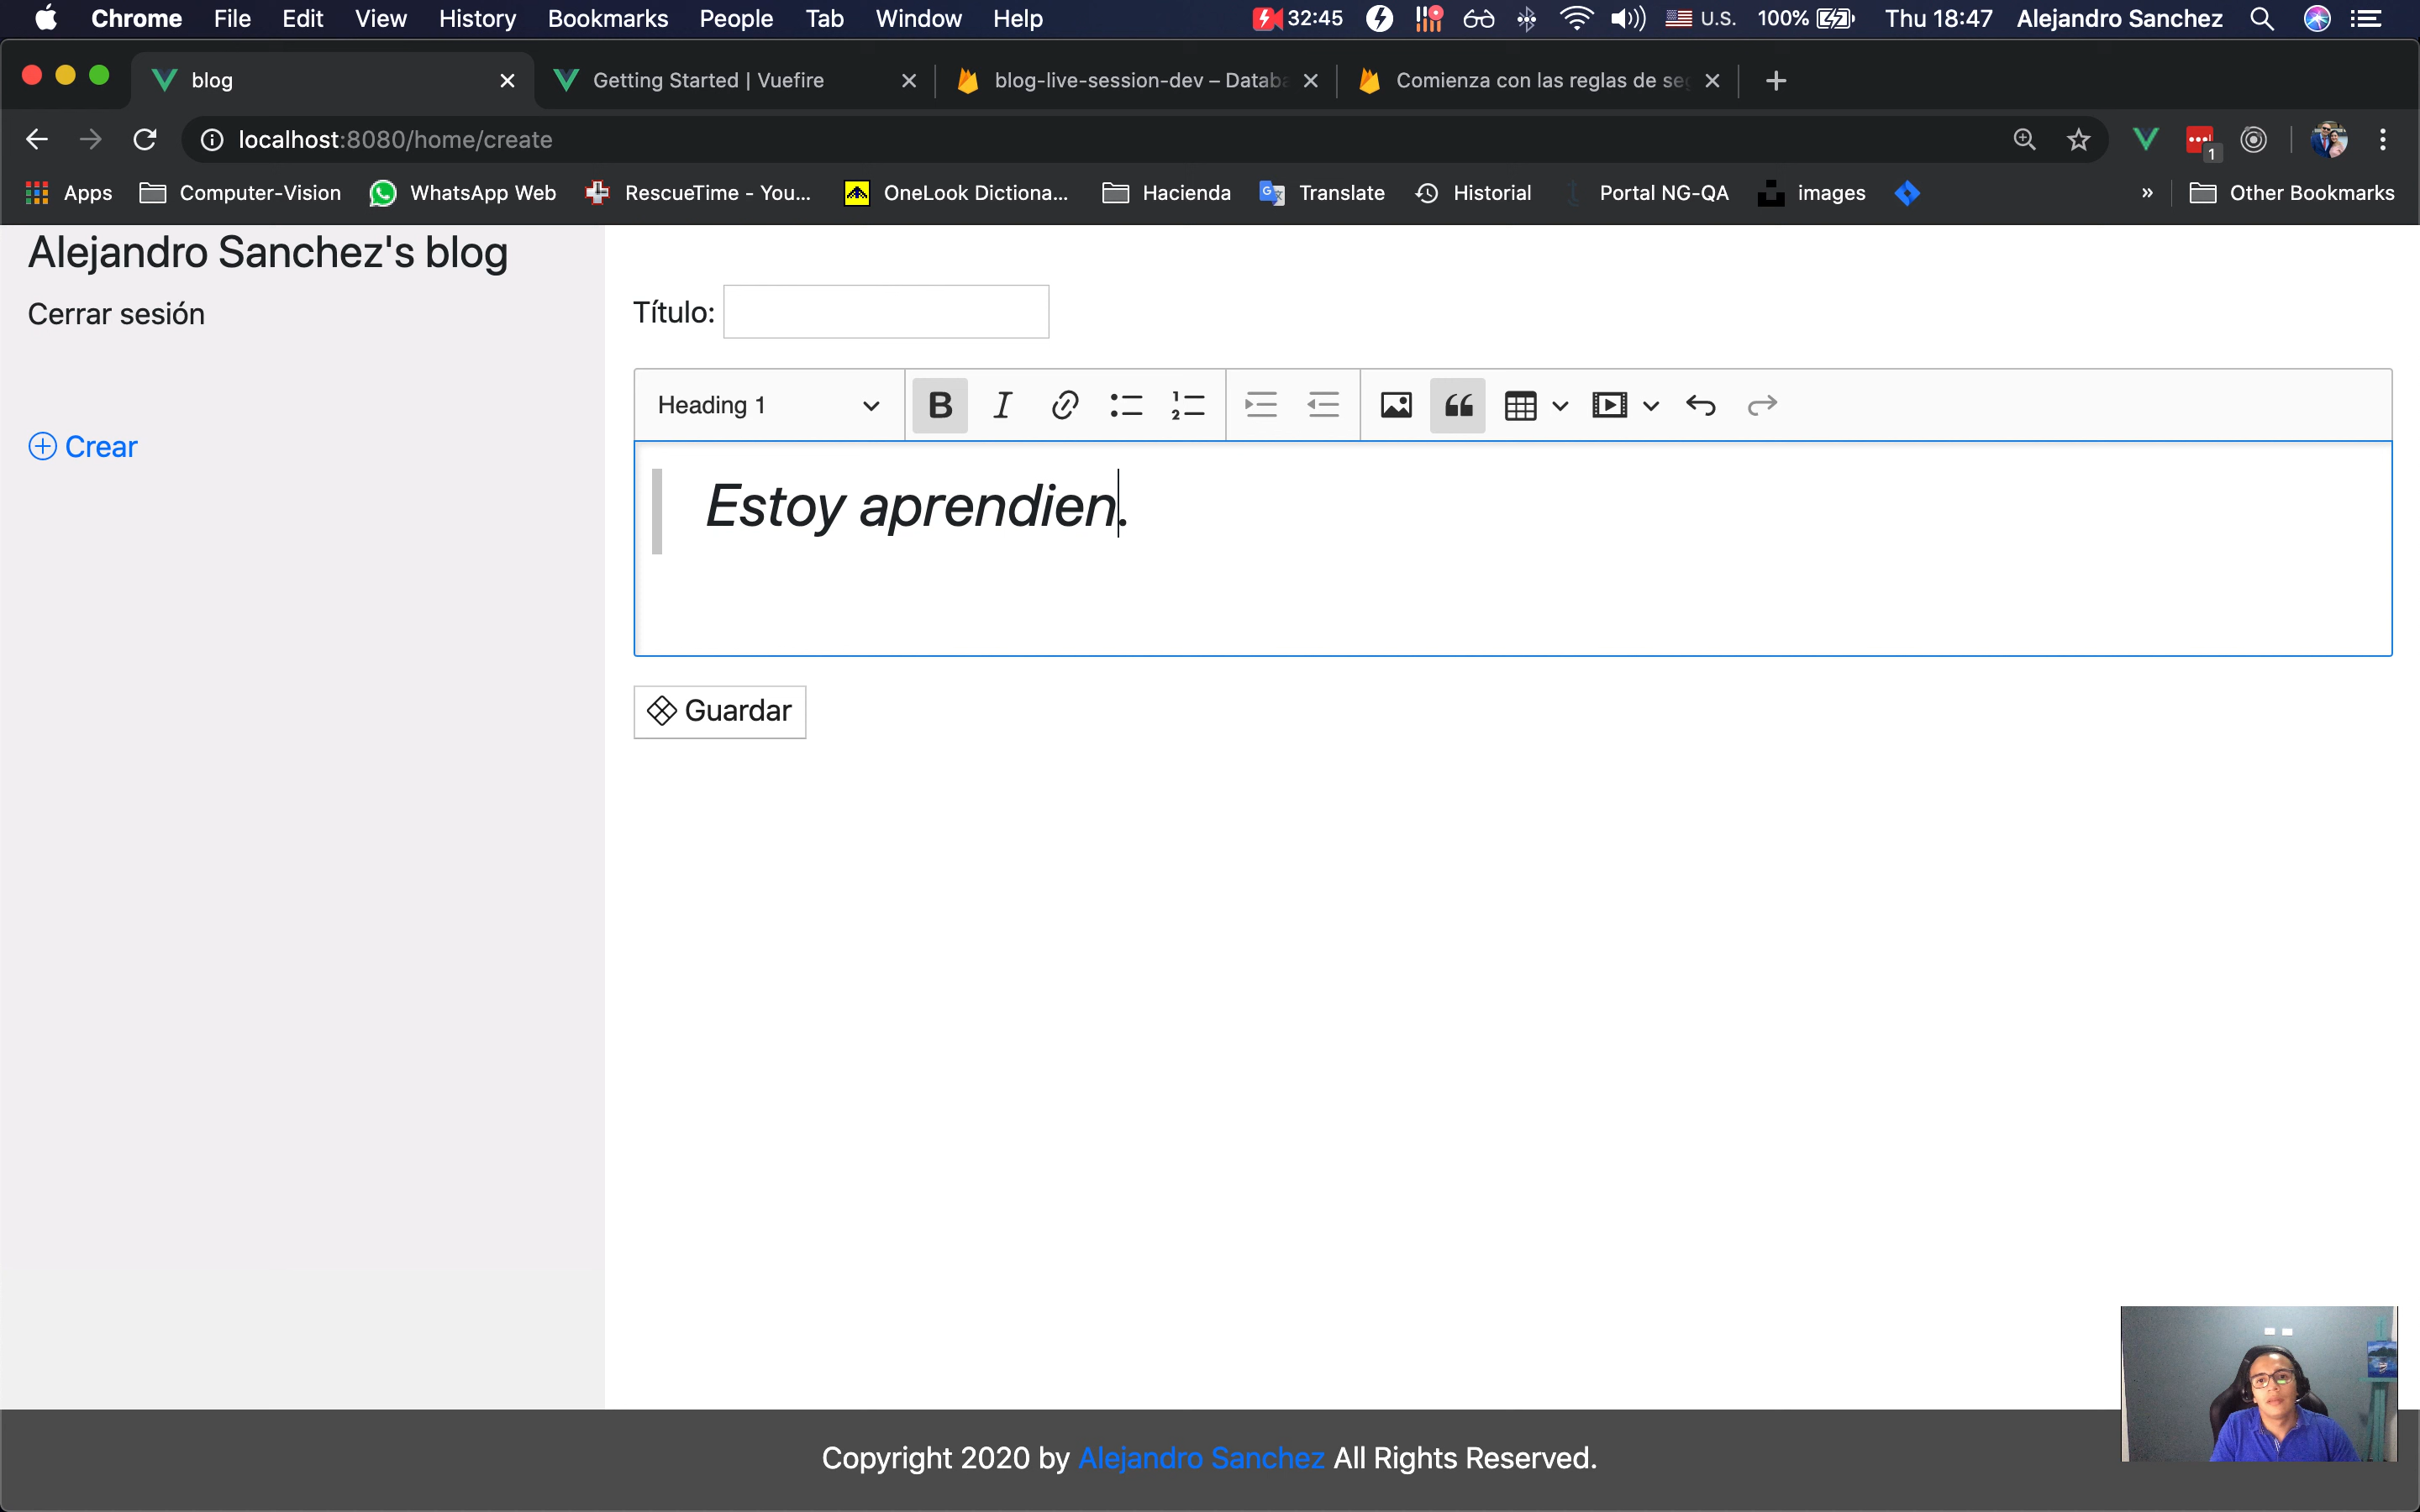 Chrome File Edit View History Bookmarks People Tab Window Help 32:45 U.S. 100% Thu 18:47 Alejandro Sanchez
blog Getting Started | Vuefire blog-live-session-dev – Databa Comienza con las reglas de se
localhost:8080/home/create 1
Apps Computer-Vision WhatsApp Web RescueTime - You... OneLook Dictiona... Hacienda Translate Historial Portal NG-QA images » Other Bookmarks
Alejandro Sanchez's blog
Cerrar sesión
Crear
Título:
Heading 1 B I
Estoy aprendien.
Guardar
Copyright 2020 by Alejandro Sanchez All Rights Reserved.